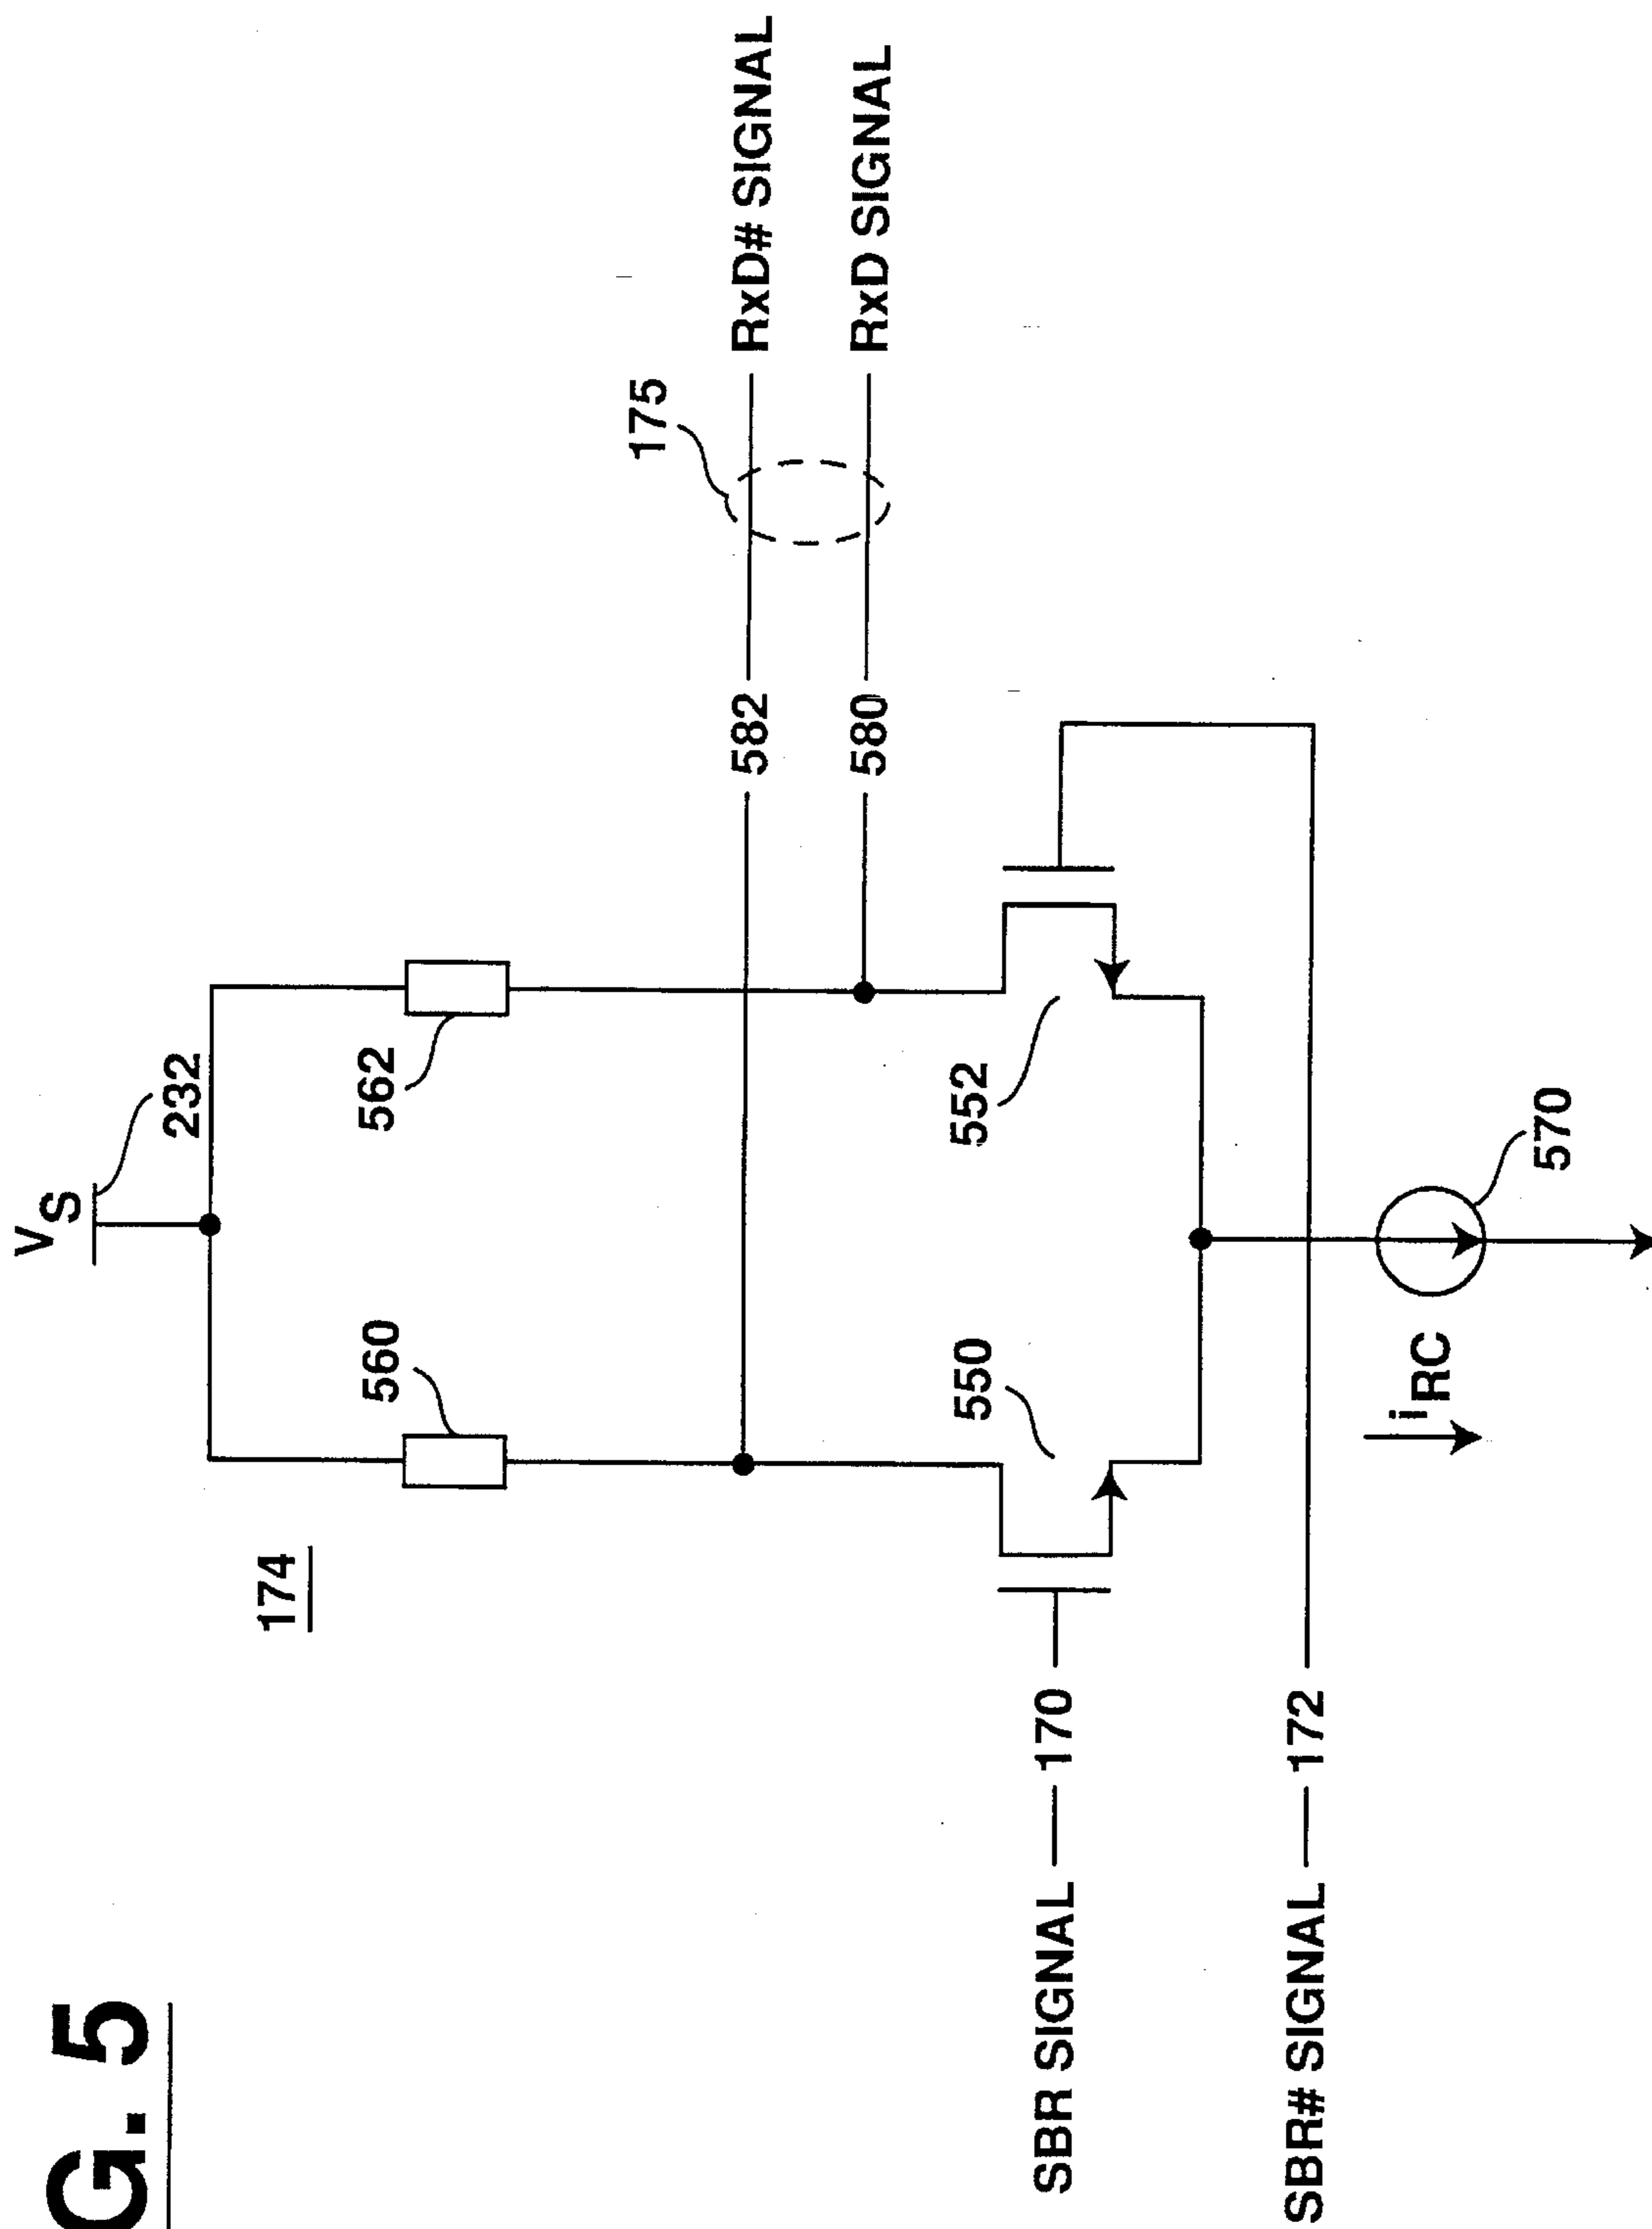 G. 5
174
VS
232
560
562
582
RxD# SIGNAL
175
580
RxD SIGNAL
550
552
SBR SIGNAL
170
SBR# SIGNAL
172
iRC
570